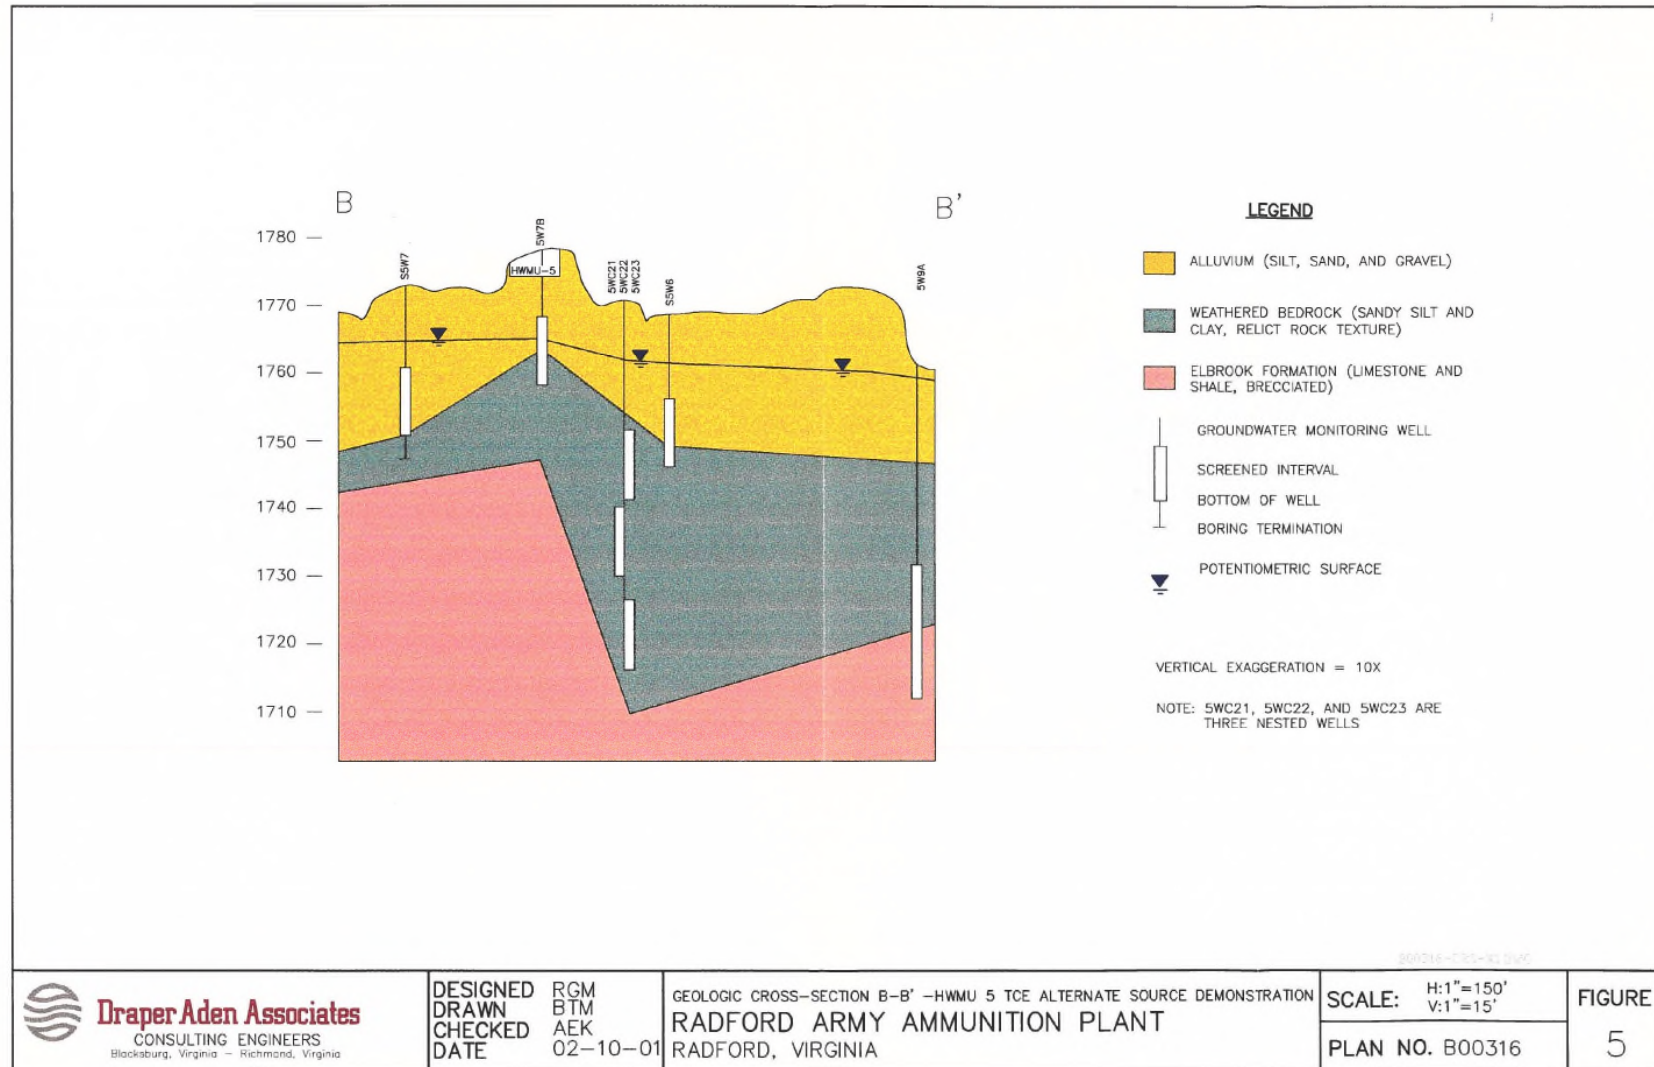 B
B'
1780
1770
1760
1750
1740
1730
1720
1710
S5W7
5W7B
HWMU-5
5WC21
5WC22
5WC23
S5W6
5W9A
LEGEND
ALLUVIUM (SILT, SAND, AND GRAVEL)
WEATHERED BEDROCK (SANDY SILT AND
CLAY, RELICT ROCK TEXTURE)
ELBROOK FORMATION (LIMESTONE AND
SHALE, BRECCIATED)
GROUNDWATER MONITORING WELL
SCREENED INTERVAL
BOTTOM OF WELL
BORING TERMINATION
POTENTIOMETRIC SURFACE
VERTICAL EXAGGERATION = 10X
NOTE: 5WC21, 5WC22, AND 5WC23 ARE
THREE NESTED WELLS
Draper Aden Associates
CONSULTING ENGINEERS
Blacksburg, Virginia – Richmond, Virginia
DESIGNED RGM
DRAWN BTM
CHECKED AEK
DATE 02-10-01
GEOLOGIC CROSS-SECTION B-B' -HWMU 5 TCE ALTERNATE SOURCE DEMONSTRATION
RADFORD ARMY AMMUNITION PLANT
RADFORD, VIRGINIA
SCALE: H:1"=150'
V:1"=15'
PLAN NO. B00316
FIGURE
5